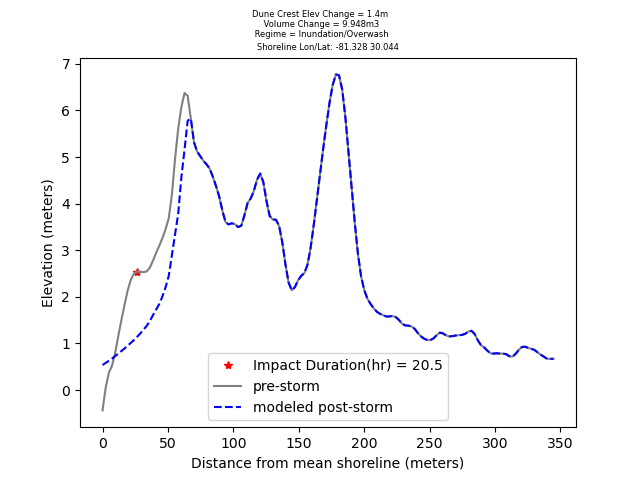 Dune Crest Elev Change = 1.4m
Volume Change = 9.948m3
Regime = Inundation/Overwash
Shoreline Lon/Lat: -81.328 30.044
7
6
5
4
3
2
1
0
Elevation (meters)
Impact Duration(hr) = 20.5
pre-storm
modeled post-storm
0 50 100 150 200 250 300 350
Distance from mean shoreline (meters)